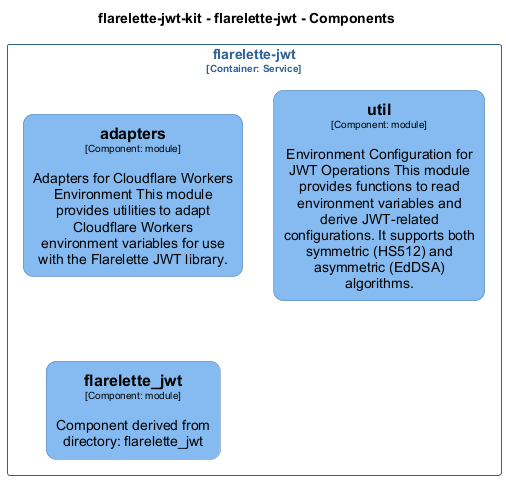 flarelette-jwt-kit - flarelette-jwt - Components
flarelette-jwt
[Container: Service]
adapters
[Component: module]
Adapters for Cloudflare Workers
Environment This module
provides utilities to adapt
Cloudflare Workers
environment variables for use
with the Flarelette JWT library.
util
[Component: module]
Environment Configuration for
JWT Operations This module
provides functions to read
environment variables and
derive JWT-related
configurations. It supports both
symmetric (HS512) and
asymmetric (EdDSA)
algorithms.
flarelette_jwt
[Component: module]
Component derived from
directory: flarelette_jwt